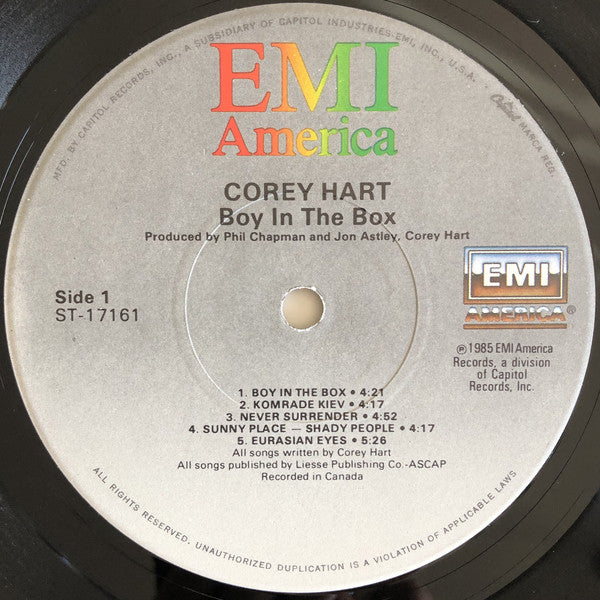 MFD. BY CAPITOL RECORDS, INC., A SUBSIDIARY OF CAPITOL INDUSTRIES-EMI, INC., U.S.A.
Capitol MARCA REG.
EMI
America
COREY HART
Boy In The Box
Produced by Phil Chapman and Jon Astley, Corey Hart
EMI
AMERICA®
Side 1
ST-17161
℗ 1985 EMI America
Records, a division
of Capitol
Records, Inc.
1. BOY IN THE BOX • 4:21
2. KOMRADE KIEV • 4:17
3. NEVER SURRENDER • 4:52
4. SUNNY PLACE — SHADY PEOPLE • 4:17
5. EURASIAN EYES • 5:26
All songs written by Corey Hart
All songs published by Liesse Publishing Co.-ASCAP
Recorded in Canada
ALL RIGHTS RESERVED. UNAUTHORIZED DUPLICATION IS A VIOLATION OF APPLICABLE LAWS